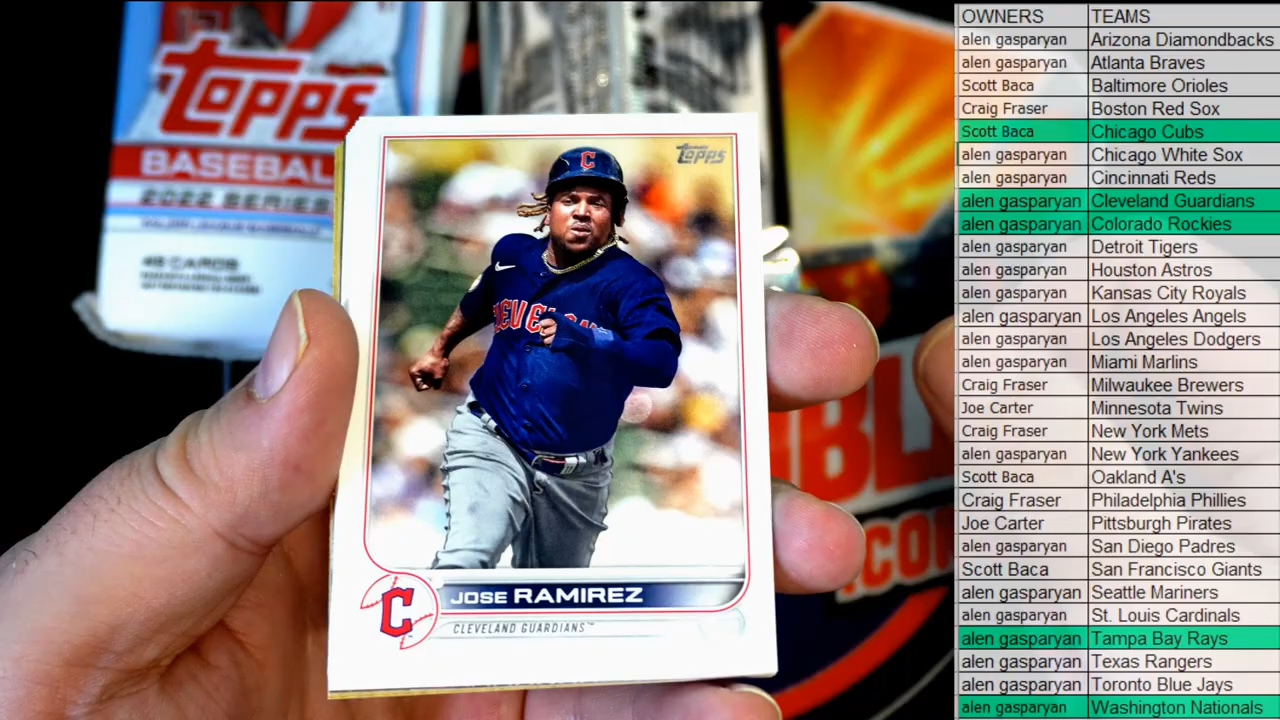 Topps
BASEBAL
2022 SERIES
48 CARDS
Topps
C
CLEVELA
JOSE RAMIREZ
C
CLEVELAND GUARDIANS™
BL
.CO
OWNERS TEAMS
alen gasparyan Arizona Diamondbacks
alen gasparyan Atlanta Braves
Scott Baca Baltimore Orioles
Craig Fraser Boston Red Sox
Scott Baca Chicago Cubs
alen gasparyan Chicago White Sox
alen gasparyan Cincinnati Reds
alen gasparyan Cleveland Guardians
alen gasparyan Colorado Rockies
alen gasparyan Detroit Tigers
alen gasparyan Houston Astros
alen gasparyan Kansas City Royals
alen gasparyan Los Angeles Angels
alen gasparyan Los Angeles Dodgers
alen gasparyan Miami Marlins
Craig Fraser Milwaukee Brewers
Joe Carter Minnesota Twins
Craig Fraser New York Mets
alen gasparyan New York Yankees
Scott Baca Oakland A's
Craig Fraser Philadelphia Phillies
Joe Carter Pittsburgh Pirates
alen gasparyan San Diego Padres
Scott Baca San Francisco Giants
alen gasparyan Seattle Mariners
alen gasparyan St. Louis Cardinals
alen gasparyan Tampa Bay Rays
alen gasparyan Texas Rangers
alen gasparyan Toronto Blue Jays
alen gasparyan Washington Nationals